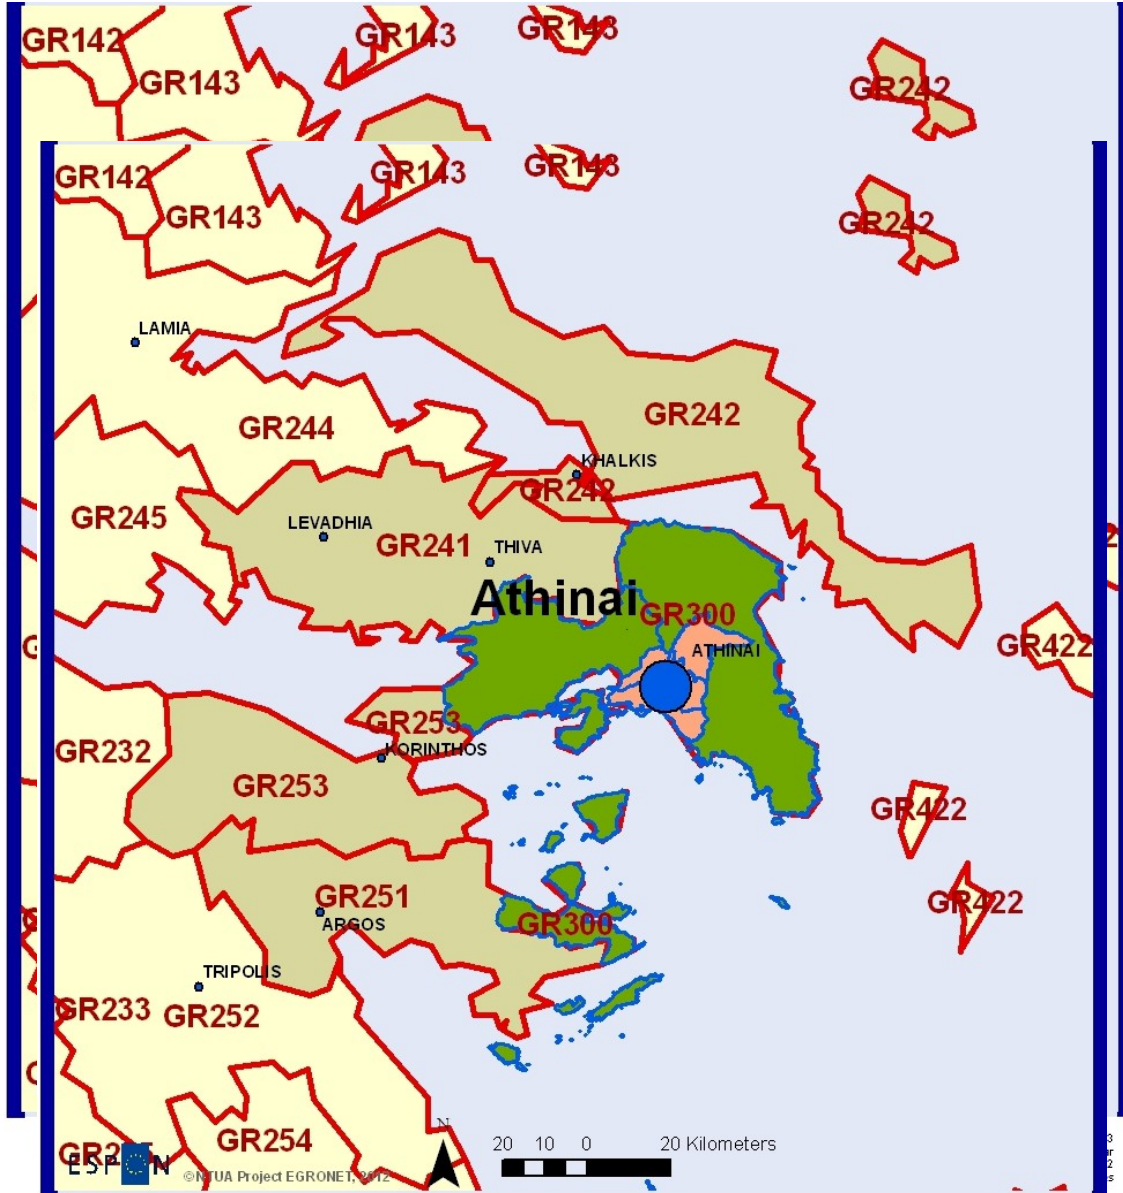 GR142
GR143
GR143
GR143
GR242
GR142
GR143
GR143
GR143
GR242
LAMIA
GR244
GR242
KHALKIS
GR242
GR245
LEVADHIA
GR241
THIVA
Athinai
GR300
ATHINAI
GR422
GR253
KORINTHOS
GR232
GR253
GR422
GR251
ARGOS
GR300
GR422
TRIPOLIS
GR233
GR252
GR254
N
20 10 0 20 Kilometers
ESPON
©NTUA Project EGRONET, 2012